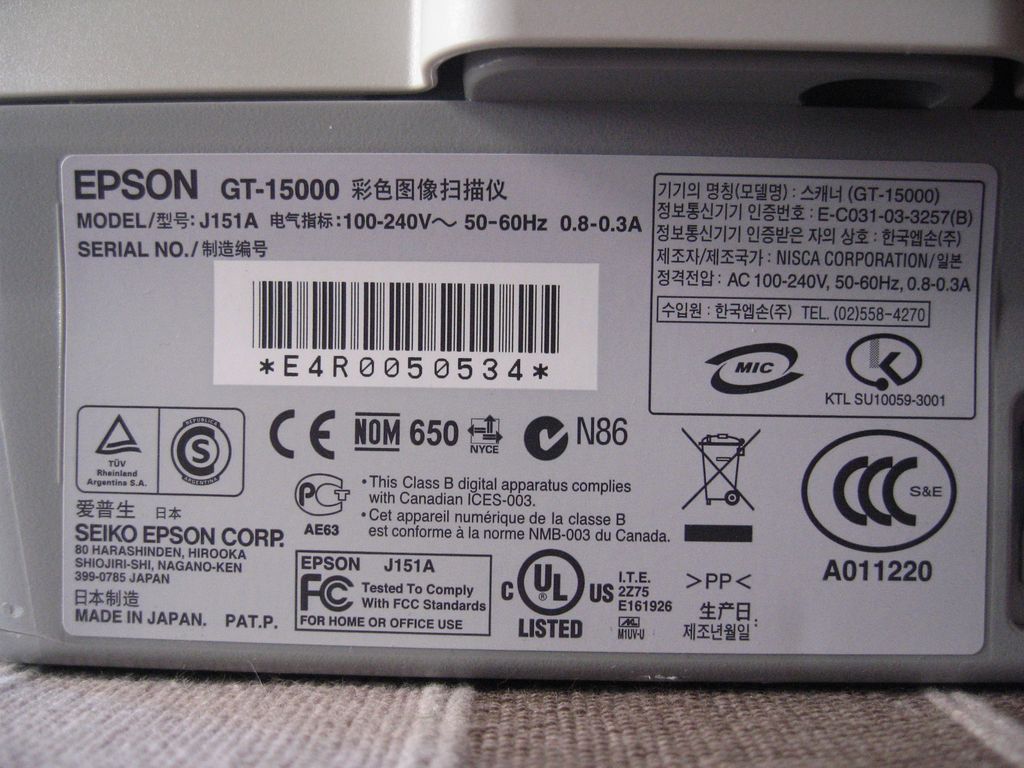 EPSON GT-15000 彩色图像扫描仪
MODEL/型号: J151A 电气指标: 100-240V～ 50-60Hz 0.8-0.3A
SERIAL NO./制造编号
*E4R0050534*
기기의 명칭(모델명) : 스캐너 (GT-15000)
정보통신기기 인증번호 : E-C031-03-3257(B)
정보통신기기 인증받은 자의 상호 : 한국엡손(주)
제조자/제조국가 : NISCA CORPORATION/일본
정격전압 : AC 100-240V, 50-60Hz, 0.8-0.3A
수입원 : 한국엡손(주) TEL. (02)558-4270
MIC
KTL SU10059-3001
TÜV
Rheinland
Argentina S.A.
REPUBLICA
S
ARGENTINA
CE NOM 650 NYCE N86
PCT
AE63
• This Class B digital apparatus complies
with Canadian ICES-003.
• Cet appareil numérique de la classe B
est conforme à la norme NMB-003 du Canada.
CCC S&E
A011220
爱普生 日本
SEIKO EPSON CORP.
80 HARASHINDEN, HIROOKA
SHIOJIRI-SHI, NAGANO-KEN
399-0785 JAPAN
日本制造
MADE IN JAPAN. PAT.P.
EPSON J151A
FC Tested To Comply
With FCC Standards
FOR HOME OR OFFICE USE
C UL ® US
LISTED
I.T.E.
2Z75
E161926
M1UV-U
>PP<
生产日:
제조년월일: